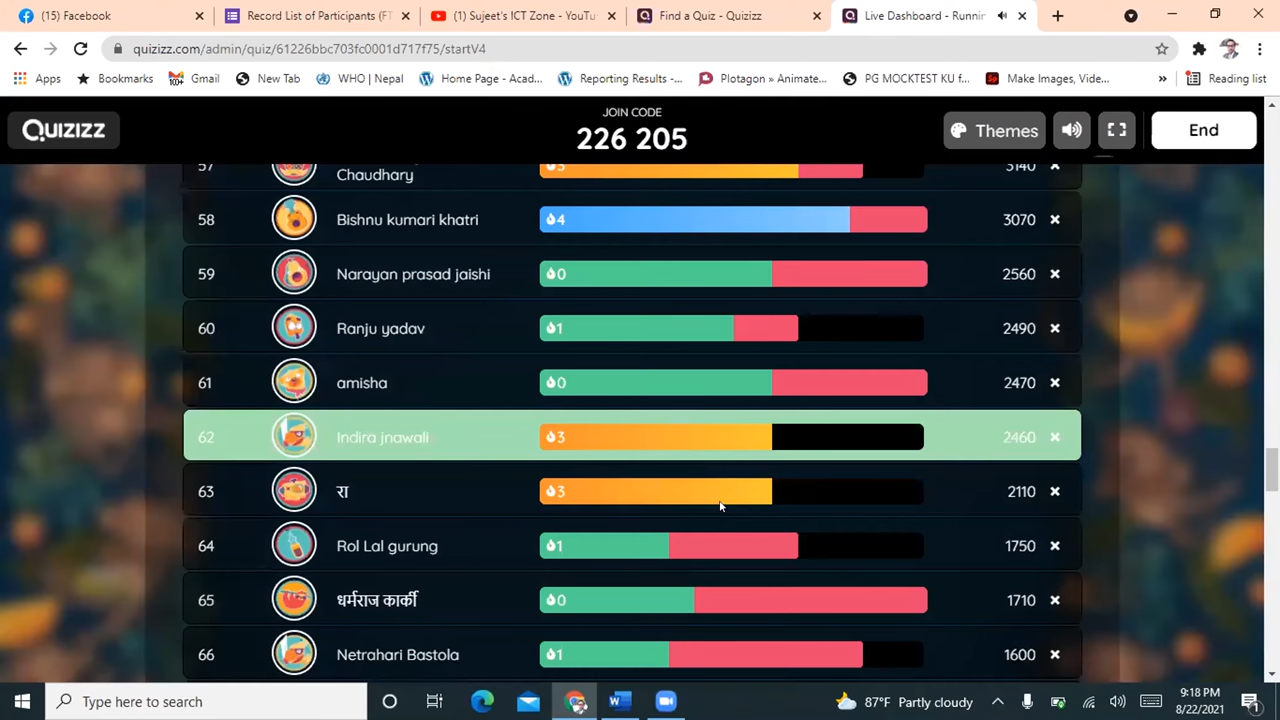 (15) Facebook
Record List of Participants (FT
(1) Sujeet's ICT Zone - YouTu
Find a Quiz - Quizizz
Live Dashboard - Runnin
quizizz.com/admin/quiz/61226bbc703fc0001d717f75/startV4
Apps
Bookmarks
Gmail
New Tab
WHO | Nepal
Home Page - Acad...
Reporting Results -...
Plotagon » Animate...
PG MOCKTEST KU f...
Make Images, Vide...
»
Reading list
QUIZIZZ
JOIN CODE
226 205
Themes
End
57 Chaudhary 3 3140
58 Bishnu kumari khatri 4 3070
59 Narayan prasad jaishi 0 2560
60 Ranju yadav 1 2490
61 amisha 0 2470
62 Indira jnawali 3 2460
63 रा 3 2110
64 Rol Lal gurung 1 1750
65 धर्मराज कार्की 0 1710
66 Netrahari Bastola 1 1600
Type here to search
87°F Partly cloudy
9:18 PM
8/22/2021
1